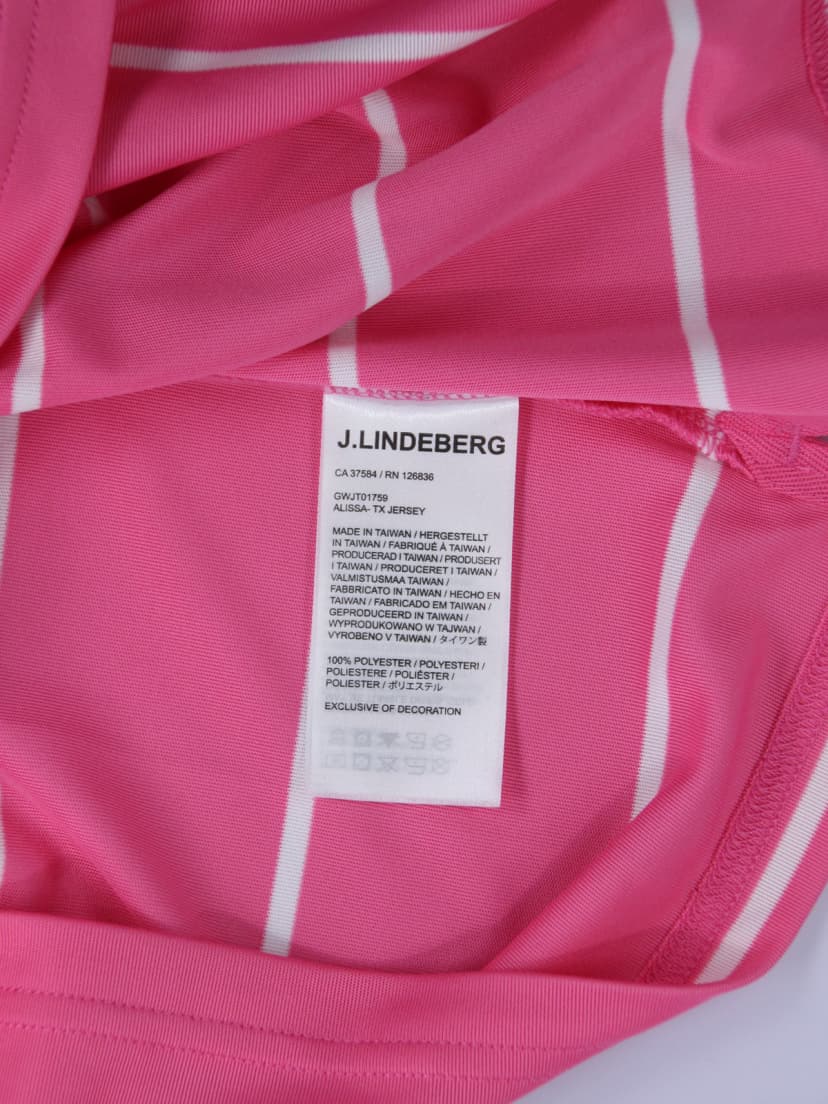 J.LINDEBERG
CA 37584 / RN 126836
GWJT01759
ALISSA- TX JERSEY
MADE IN TAIWAN / HERGESTELLT
IN TAIWAN / FABRIQUÉ À TAIWAN /
PRODUCERAD I TAIWAN / PRODUSERT
I TAIWAN / PRODUCERET I TAIWAN /
VALMISTUSMAA TAIWAN /
FABBRICATO IN TAIWAN / HECHO EN
TAIWAN / FABRICADO EM TAIWAN /
GEPRODUCEERD IN TAIWAN /
WYPRODUKOWANO W TAJWAN /
VYROBENO V TAIWAN / タイワン製
100% POLYESTER / POLYESTERI /
POLIESTERE / POLIÉSTER /
POLIESTER / ポリエステル
EXCLUSIVE OF DECORATION